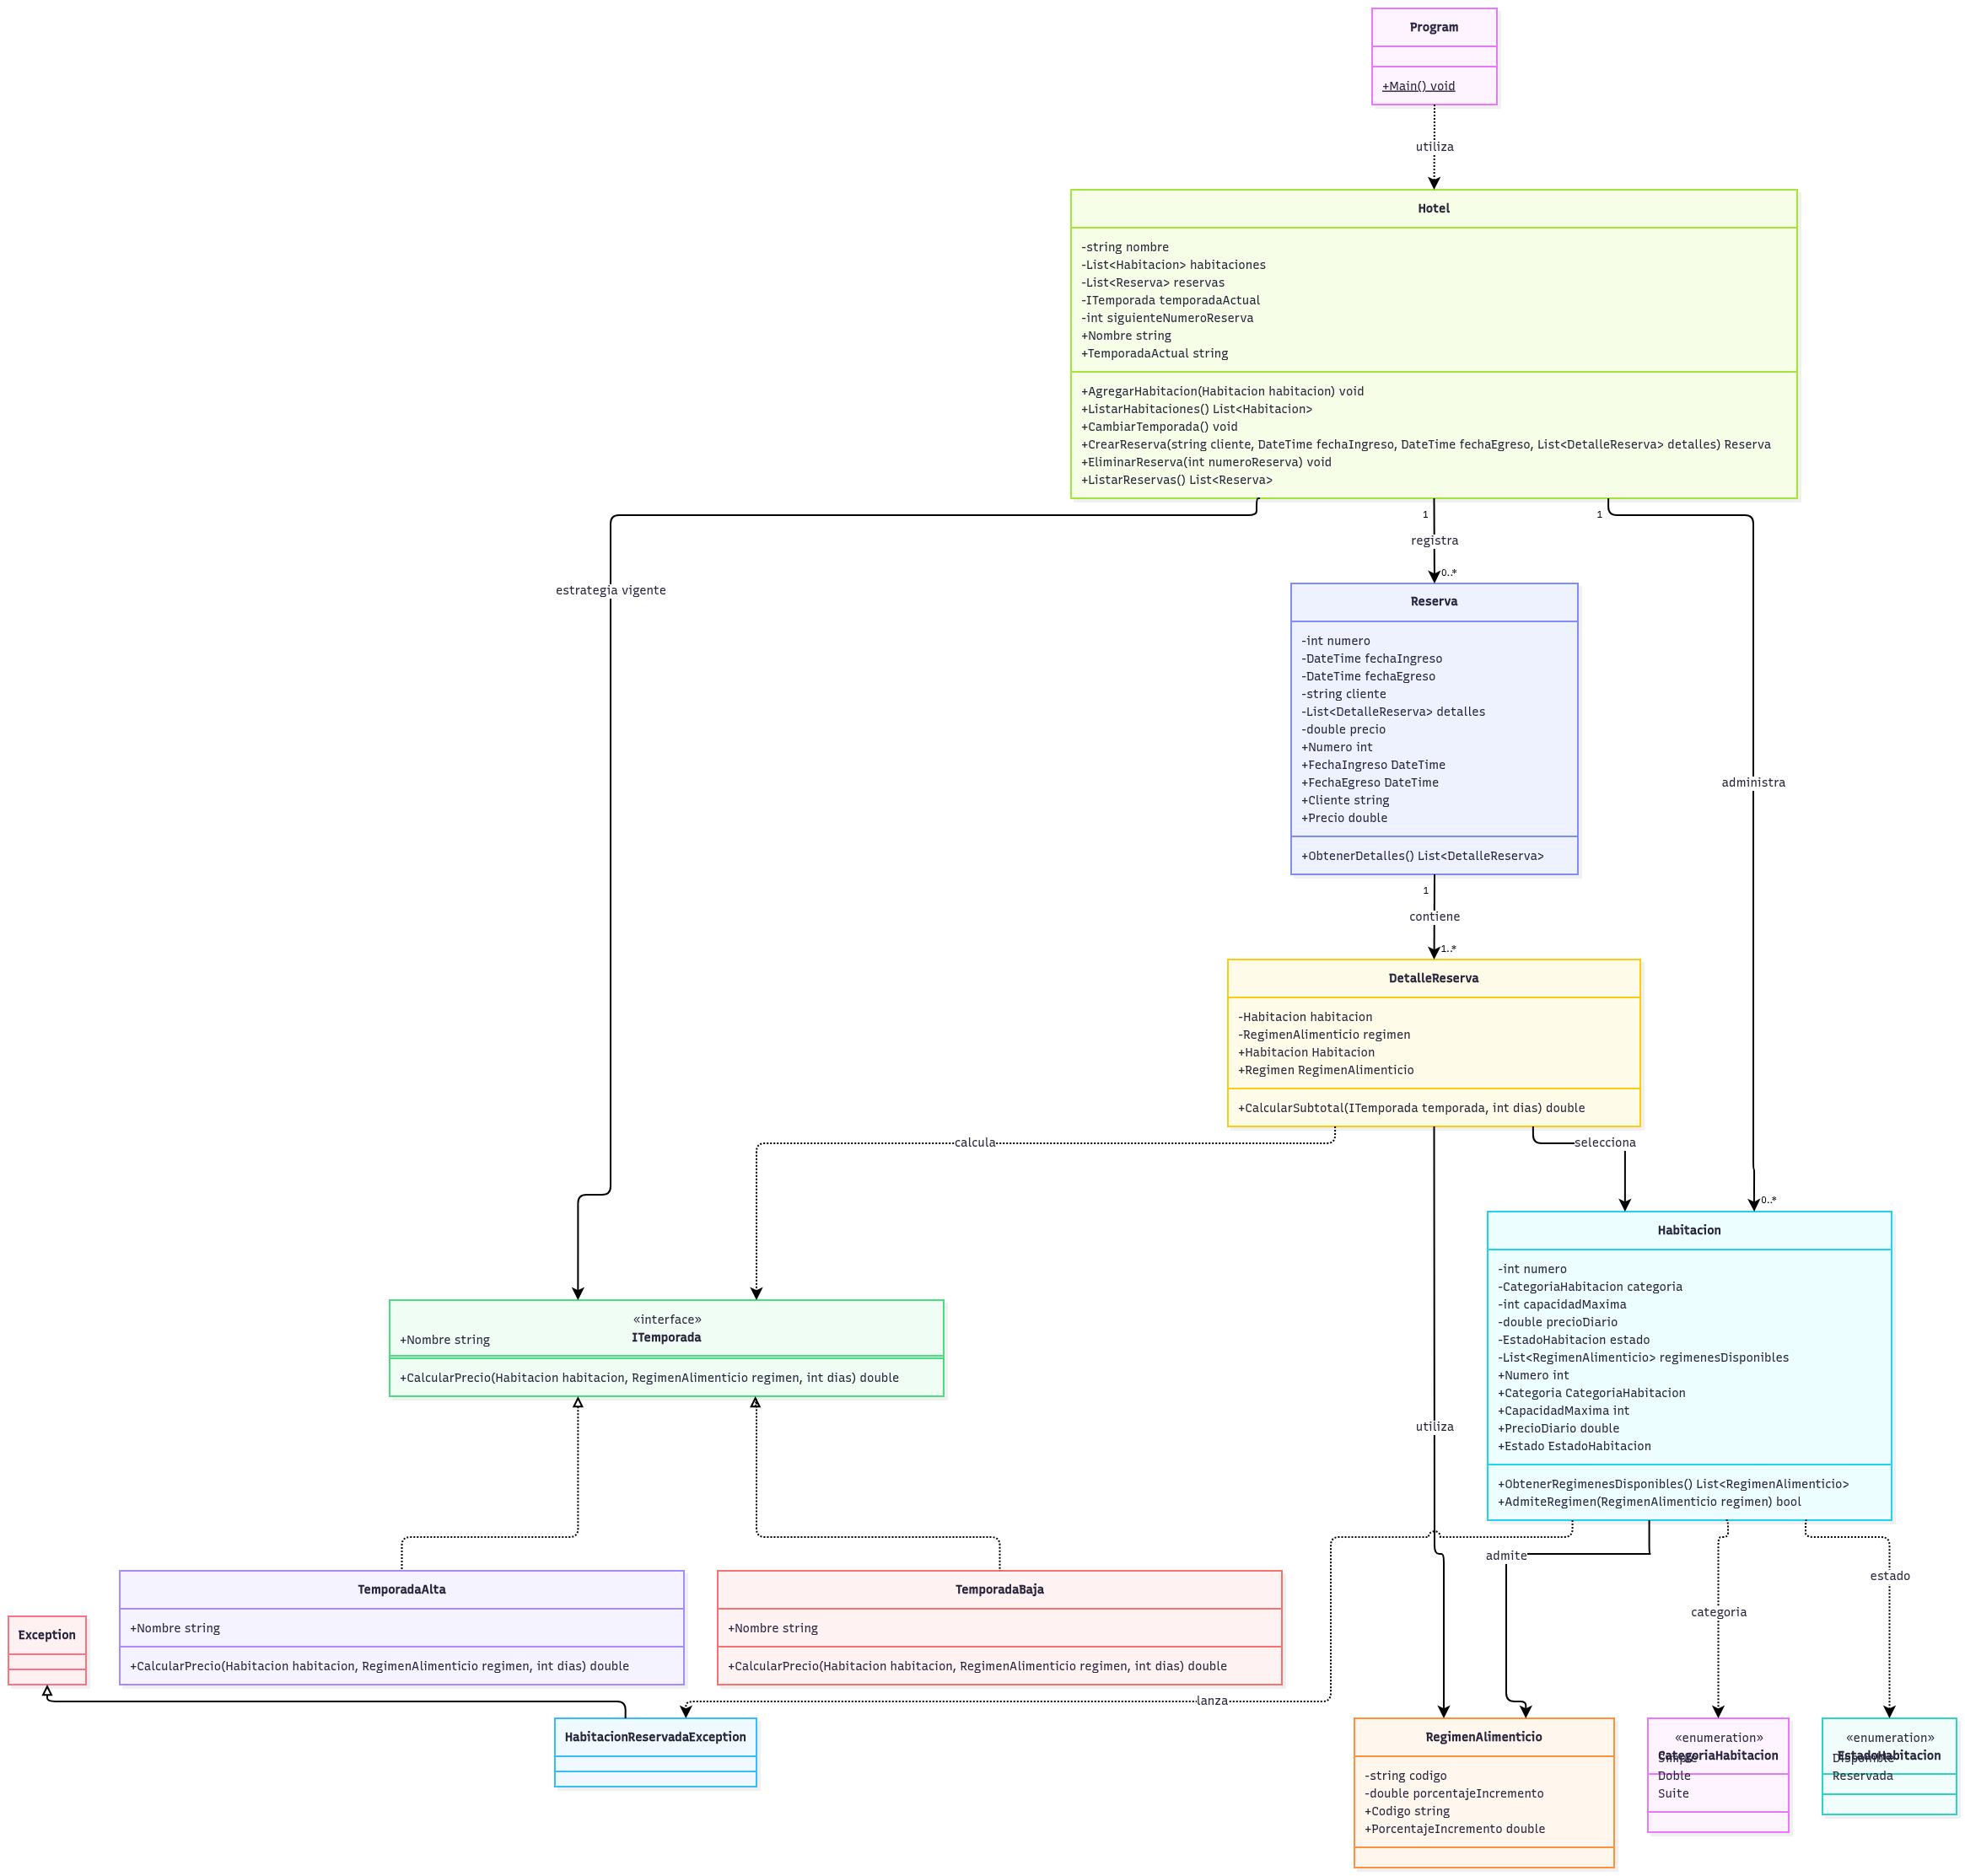 Program
+Main() void
utiliza
Hotel
-string nombre
-List<Habitacion> habitaciones
-List<Reserva> reservas
-ITemporada temporadaActual
-int siguienteNumeroReserva
+Nombre string
+TemporadaActual string
+AgregarHabitacion(Habitacion habitacion) void
+ListarHabitaciones() List<Habitacion>
+CambiarTemporada() void
+CrearReserva(string cliente, DateTime fechaIngreso, DateTime fechaEgreso, List<DetalleReserva> detalles) Reserva
+EliminarReserva(int numeroReserva) void
+ListarReservas() List<Reserva>
1
1
registra
0..*
estrategia vigente
administra
0..*
Reserva
-int numero
-DateTime fechaIngreso
-DateTime fechaEgreso
-string cliente
-List<DetalleReserva> detalles
-double precio
+Numero int
+FechaIngreso DateTime
+FechaEgreso DateTime
+Cliente string
+Precio double
+ObtenerDetalles() List<DetalleReserva>
1
contiene
1..*
DetalleReserva
-Habitacion habitacion
-RegimenAlimenticio regimen
+Habitacion Habitacion
+Regimen RegimenAlimenticio
+CalcularSubtotal(ITemporada temporada, int dias) double
calcula
selecciona
utiliza
Habitacion
-int numero
-CategoriaHabitacion categoria
-int capacidadMaxima
-double precioDiario
-EstadoHabitacion estado
-List<RegimenAlimenticio> regimenesDisponibles
+Numero int
+Categoria CategoriaHabitacion
+CapacidadMaxima int
+PrecioDiario double
+Estado EstadoHabitacion
+ObtenerRegimenesDisponibles() List<RegimenAlimenticio>
+AdmiteRegimen(RegimenAlimenticio regimen) bool
«interface»
ITemporada
+Nombre string
+CalcularPrecio(Habitacion habitacion, RegimenAlimenticio regimen, int dias) double
admite
categoria
estado
lanza
TemporadaAlta
+Nombre string
+CalcularPrecio(Habitacion habitacion, RegimenAlimenticio regimen, int dias) double
TemporadaBaja
+Nombre string
+CalcularPrecio(Habitacion habitacion, RegimenAlimenticio regimen, int dias) double
Exception
HabitacionReservadaException
RegimenAlimenticio
-string codigo
-double porcentajeIncremento
+Codigo string
+PorcentajeIncremento double
«enumeration»
CategoriaHabitacion
Simple
Doble
Suite
«enumeration»
EstadoHabitacion
Disponible
Reservada